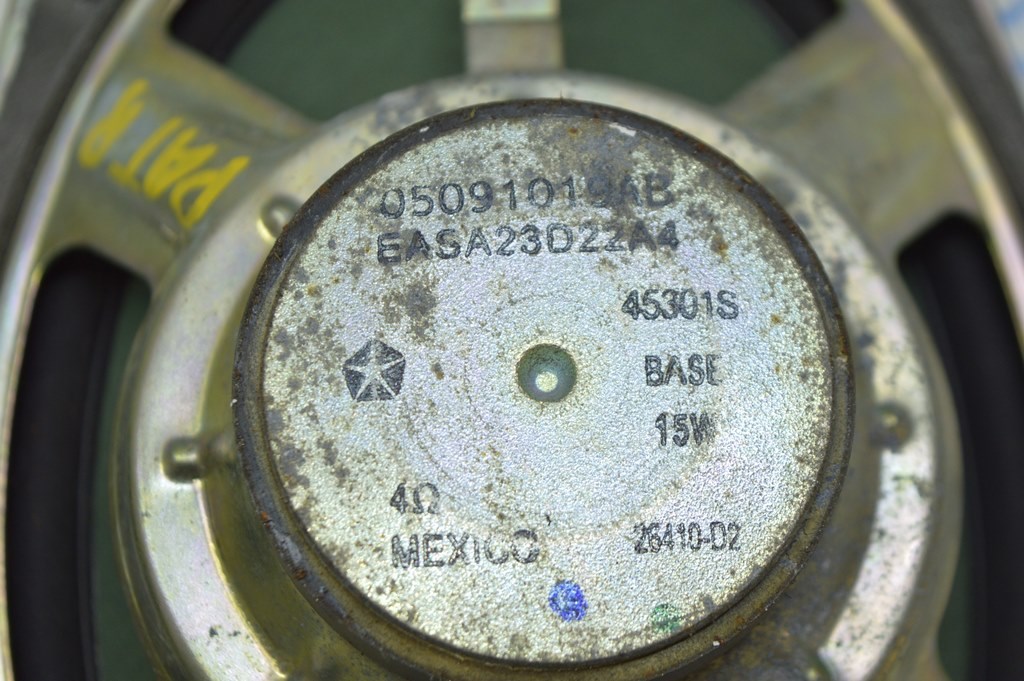 PAT R
05091019AB
EASA23D22A4
45301S
BASE
15W
4Ω
MEXICO
26410-D2